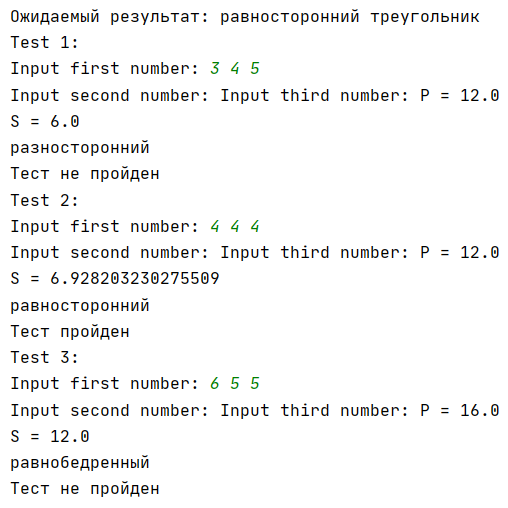 Ожидаемый результат: равносторонний треугольник
Test 1:
Input first number: 3 4 5
Input second number: Input third number: P = 12.0
S = 6.0
разносторонний
Тест не пройден
Test 2:
Input first number: 4 4 4
Input second number: Input third number: P = 12.0
S = 6.928203230275509
равносторонний
Тест пройден
Test 3:
Input first number: 6 5 5
Input second number: Input third number: P = 16.0
S = 12.0
равнобедренный
Тест не пройден